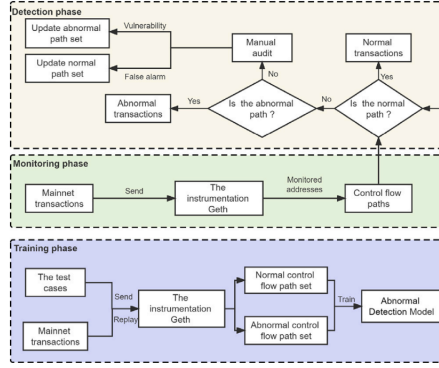 Detection phase
Update abnormal
path set
Vulnerability
Manual
audit
Normal
transactions
Update normal
path set
False alarm
No
Yes
Abnormal
transactions
Yes
Is the abnormal
path ?
No
Is the normal
path ?
Monitoring phase
Mainnet
transactions
Send
The
instrumentation
Geth
Monitored
addresses
Control flow
paths
Training phase
The test
cases
Send
Replay
Mainnet
transactions
The
instrumentation
Geth
Normal control
flow path set
Abnormal control
flow path set
Train
Abnormal
Detection Model